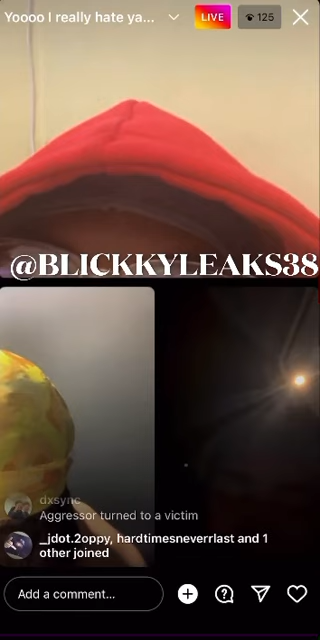 Yoooo I really hate ya...
LIVE
125
@BLICKKYLEAKS38
dxsync
Aggressor turned to a victim
_jdot.2oppy, hardtimesneverrlast and 1
other joined
Add a comment...